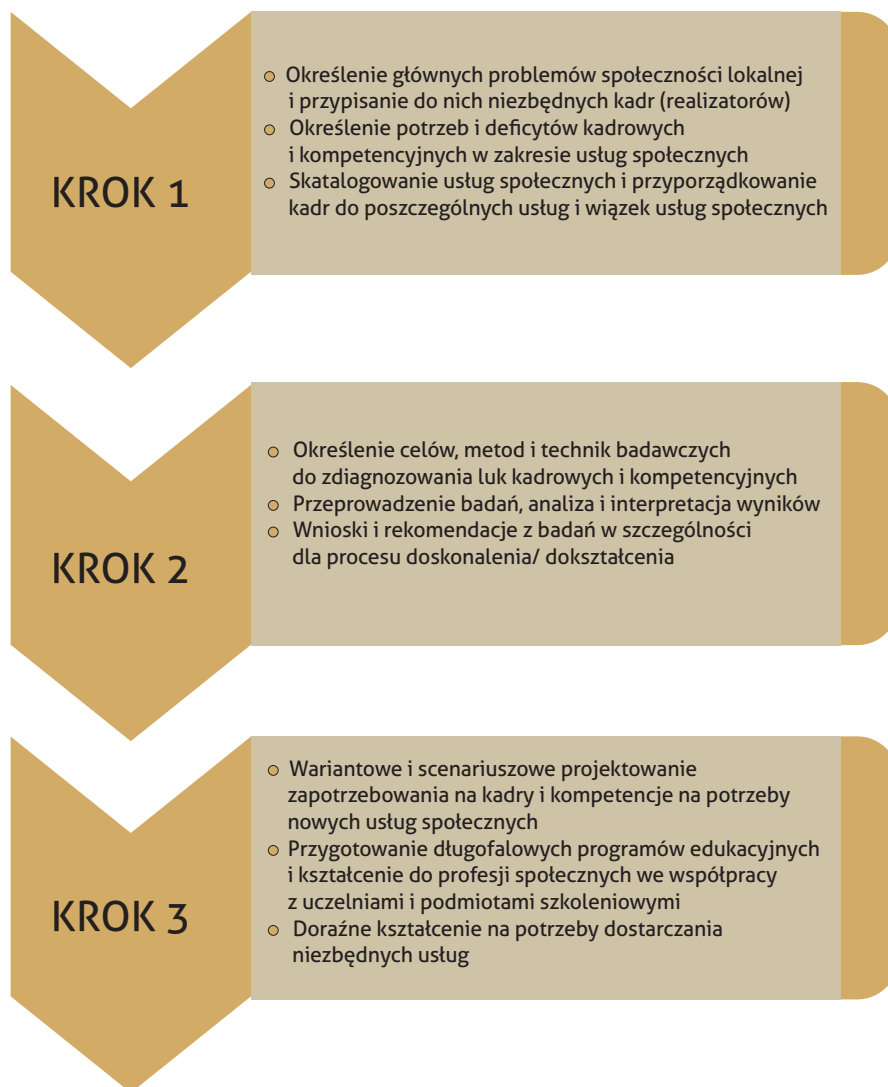 KROK 1
Określenie głównych problemów społeczności lokalnej
i przypisanie do nich niezbędnych kadr (realizatorów)
Określenie potrzeb i deficytów kadrowych
i kompetencyjnych w zakresie usług społecznych
Skatalogowanie usług społecznych i przyporządkowanie
kadr do poszczególnych usług i wiązek usług społecznych
KROK 2
Określenie celów, metod i technik badawczych
do zdiagnozowania luk kadrowych i kompetencyjnych
Przeprowadzenie badań, analiza i interpretacja wyników
Wnioski i rekomendacje z badań w szczególności
dla procesu doskonalenia/ dokształcenia
KROK 3
Wariantowe i scenariuszowe projektowanie
zapotrzebowania na kadry i kompetencje na potrzeby
nowych usług społecznych
Przygotowanie długofalowych programów edukacyjnych
i kształcenie do profesji społecznych we współpracy
z uczelniami i podmiotami szkoleniowymi
Doraźne kształcenie na potrzeby dostarczania
niezbędnych usług